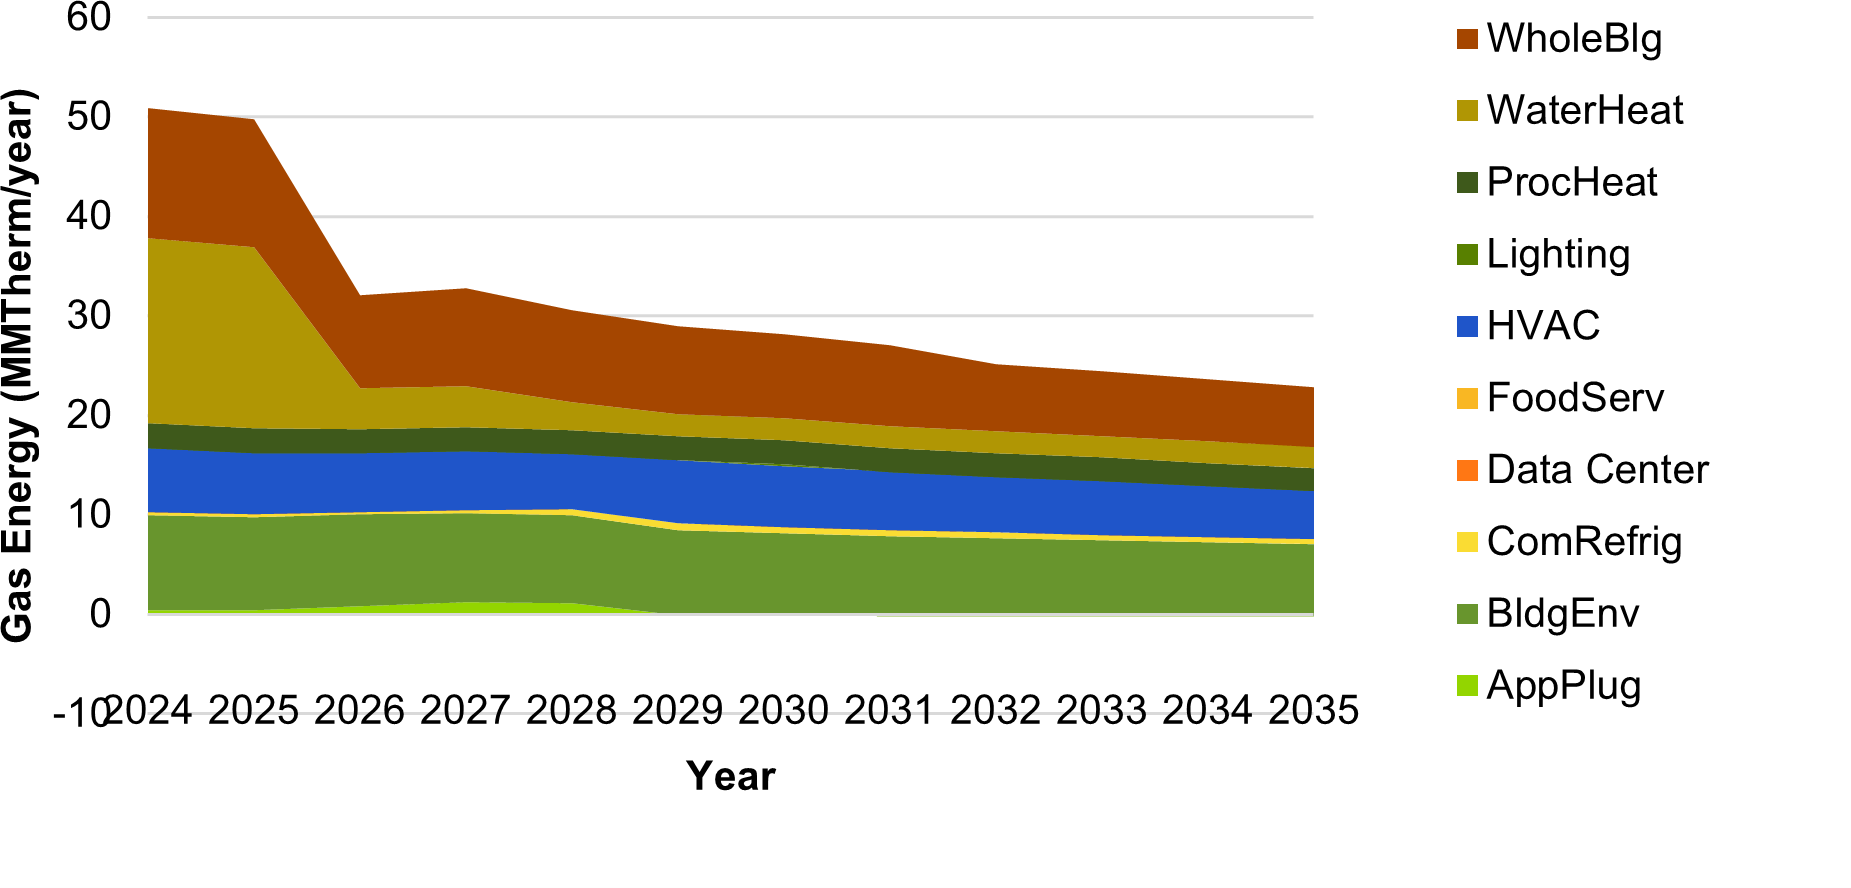 60
50
40
30
20
10
0
-10
Gas Energy (MMTherm/year)
2024 2025 2026 2027 2028 2029 2030 2031 2032 2033 2034 2035
Year
WholeBlg
WaterHeat
ProcHeat
Lighting
HVAC
FoodServ
Data Center
ComRefrig
BldgEnv
AppPlug